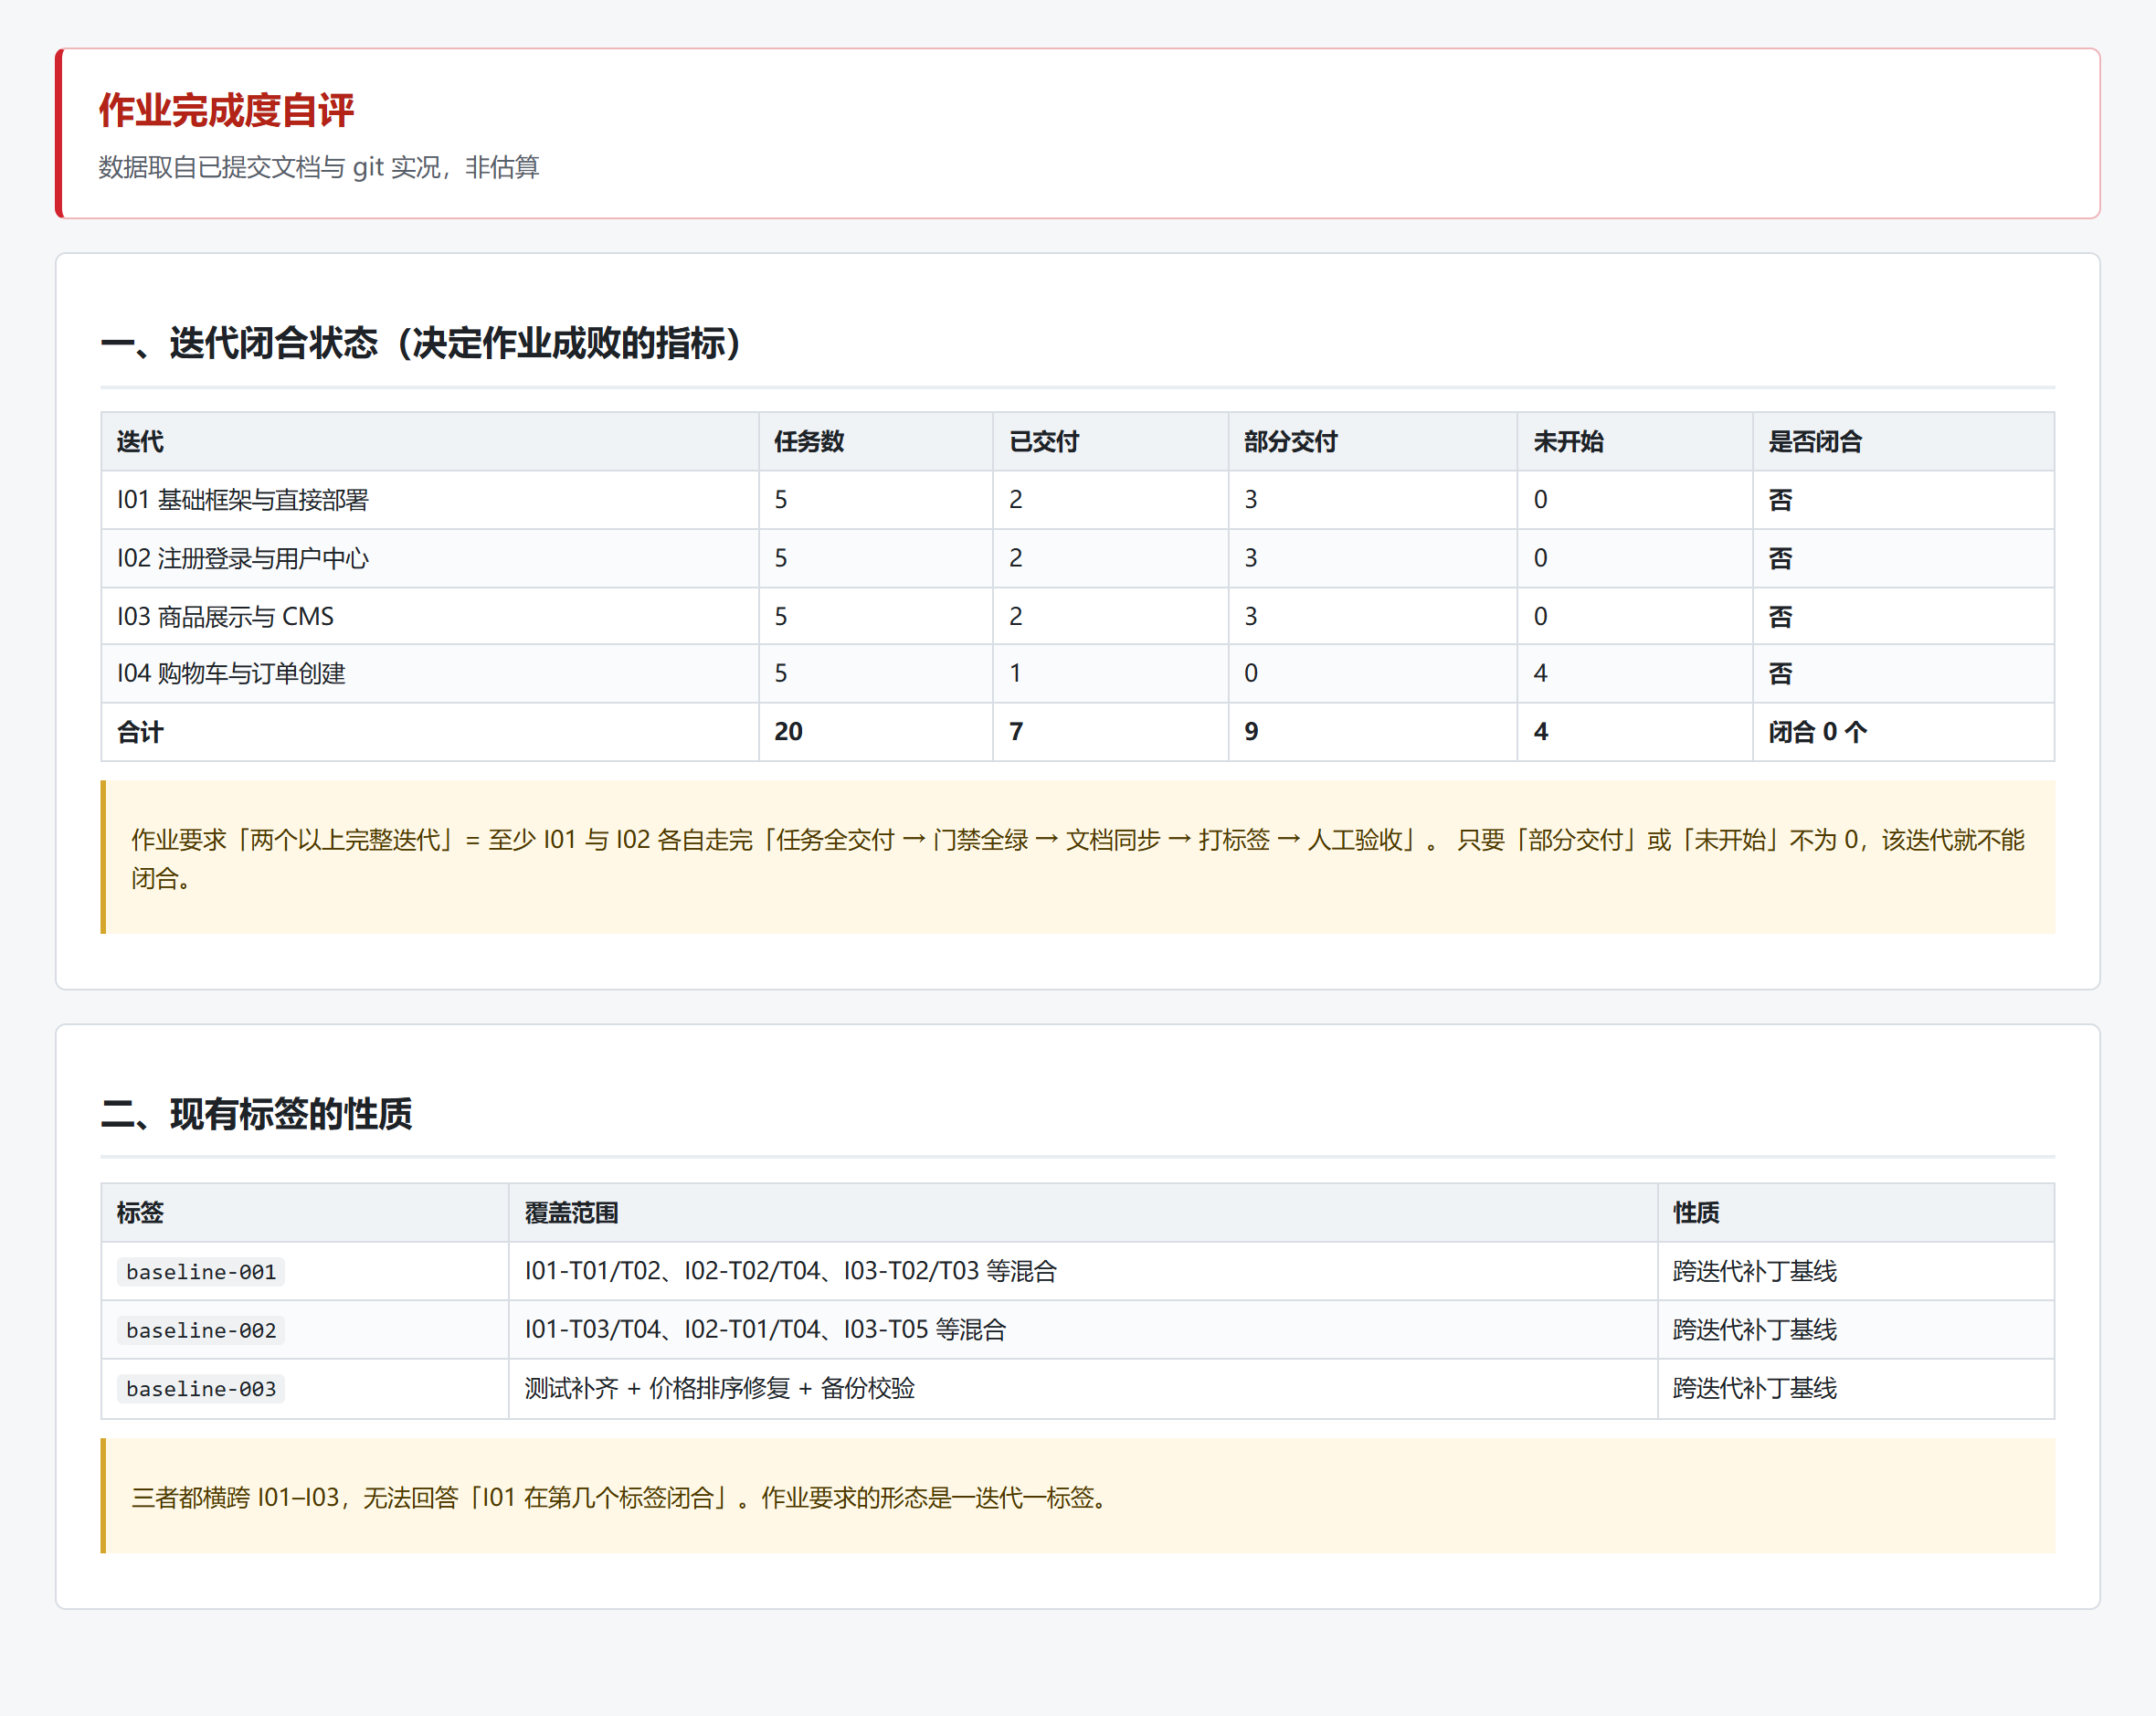 作业完成度自评
数据取自已提交文档与 git 实况，非估算
一、迭代闭合状态（决定作业成败的指标）
迭代 任务数 已交付 部分交付 未开始 是否闭合
I01 基础框架与直接部署 5 2 3 0 否
I02 注册登录与用户中心 5 2 3 0 否
I03 商品展示与 CMS 5 2 3 0 否
I04 购物车与订单创建 5 1 0 4 否
合计 20 7 9 4 闭合 0 个
作业要求「两个以上完整迭代」= 至少 I01 与 I02 各自走完「任务全交付 → 门禁全绿 → 文档同步 → 打标签 → 人工验收」。 只要「部分交付」或「未开始」不为 0，该迭代就不能
闭合。
二、现有标签的性质
标签 覆盖范围 性质
baseline-001 I01-T01/T02、I02-T02/T04、I03-T02/T03 等混合 跨迭代补丁基线
baseline-002 I01-T03/T04、I02-T01/T04、I03-T05 等混合 跨迭代补丁基线
baseline-003 测试补齐 + 价格排序修复 + 备份校验 跨迭代补丁基线
三者都横跨 I01–I03，无法回答「I01 在第几个标签闭合」。作业要求的形态是一迭代一标签。